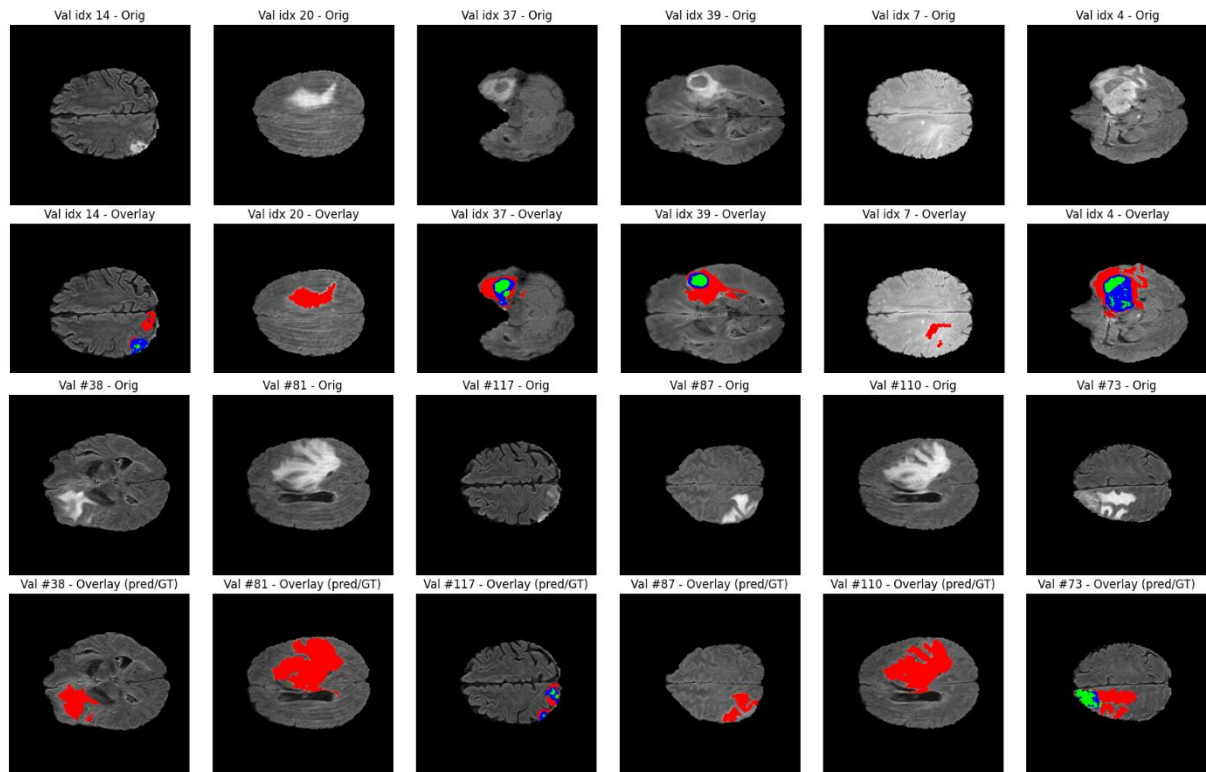 Val idx 14 - Orig
Val idx 20 - Orig
Val idx 37 - Orig
Val idx 39 - Orig
Val idx 7 - Orig
Val idx 4 - Orig
Val idx 14 - Overlay
Val idx 20 - Overlay
Val idx 37 - Overlay
Val idx 39 - Overlay
Val idx 7 - Overlay
Val idx 4 - Overlay
Val #38 - Orig
Val #81 - Orig
Val #117 - Orig
Val #87 - Orig
Val #110 - Orig
Val #73 - Orig
Val #38 - Overlay (pred/GT)
Val #81 - Overlay (pred/GT)
Val #117 - Overlay (pred/GT)
Val #87 - Overlay (pred/GT)
Val #110 - Overlay (pred/GT)
Val #73 - Overlay (pred/GT)